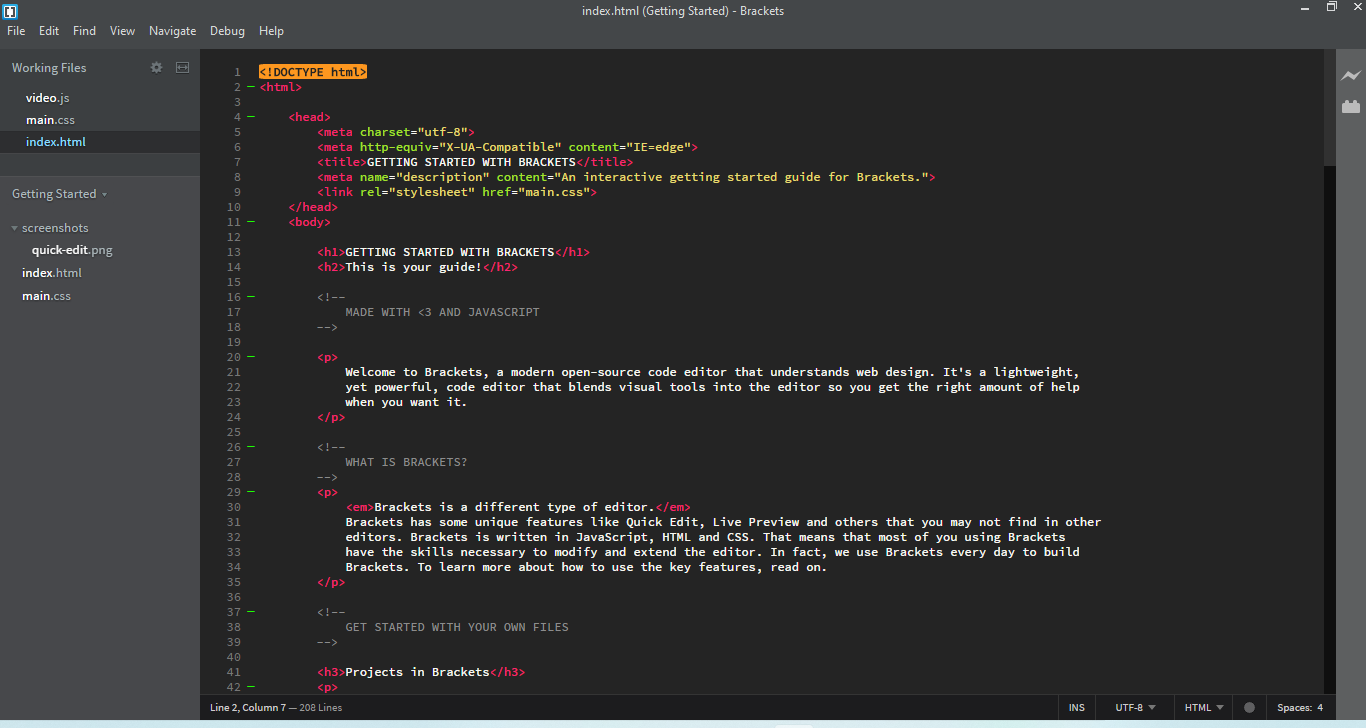 index.html (Getting Started) - Brackets
File Edit Find View Navigate Debug Help
Working Files
video.js
main.css
index.html
Getting Started
screenshots
quick-edit.png
index.html
main.css
1 <!DOCTYPE html>
2 <html>
3
4 <head>
5 <meta charset="utf-8">
6 <meta http-equiv="X-UA-Compatible" content="IE=edge">
7 <title>GETTING STARTED WITH BRACKETS</title>
8 <meta name="description" content="An interactive getting started guide for Brackets.">
9 <link rel="stylesheet" href="main.css">
10 </head>
11 <body>
12
13 <h1>GETTING STARTED WITH BRACKETS</h1>
14 <h2>This is your guide!</h2>
15
16 <!--
17 MADE WITH <3 AND JAVASCRIPT
18 -->
19
20 <p>
21 Welcome to Brackets, a modern open-source code editor that understands web design. It's a lightweight,
22 yet powerful, code editor that blends visual tools into the editor so you get the right amount of help
23 when you want it.
24 </p>
25
26 <!--
27 WHAT IS BRACKETS?
28 -->
29 <p>
30 <em>Brackets is a different type of editor.</em>
31 Brackets has some unique features like Quick Edit, Live Preview and others that you may not find in other
32 editors. Brackets is written in JavaScript, HTML and CSS. That means that most of you using Brackets
33 have the skills necessary to modify and extend the editor. In fact, we use Brackets every day to build
34 Brackets. To learn more about how to use the key features, read on.
35 </p>
36
37 <!--
38 GET STARTED WITH YOUR OWN FILES
39 -->
40
41 <h3>Projects in Brackets</h3>
42 <p>
Line 2, Column 7 — 208 Lines INS UTF-8 HTML Spaces: 4